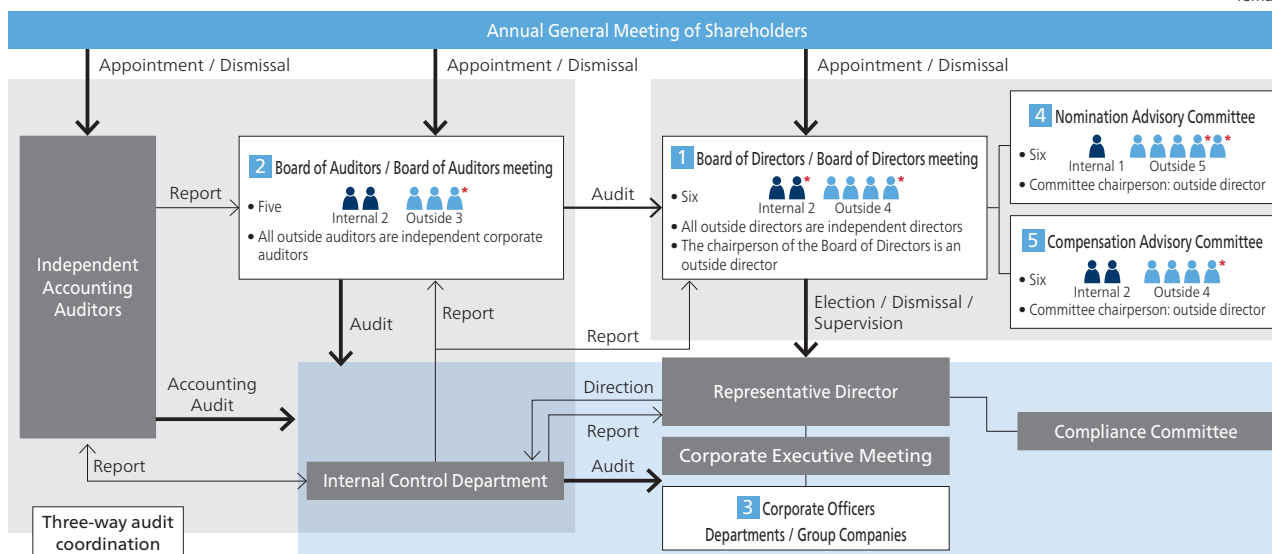 Annual General Meeting of Shareholders
Appointment / Dismissal
Appointment / Dismissal
Appointment / Dismissal
Independent
Accounting
Auditors
Report
2 Board of Auditors / Board of Auditors meeting
• Five
*
Internal 2
Outside 3
• All outside auditors are independent corporate
auditors
Audit
1 Board of Directors / Board of Directors meeting
• Six
*
*
Internal 2
Outside 4
• All outside directors are independent directors
• The chairperson of the Board of Directors is an
outside director
4 Nomination Advisory Committee
• Six
* *
Internal 1
Outside 5
• Committee chairperson: outside director
5 Compensation Advisory Committee
• Six
*
Internal 2
Outside 4
• Committee chairperson: outside director
Audit
Report
Report
Election / Dismissal /
Supervision
Accounting
Audit
Direction
Report
Representative Director
Compliance Committee
Report
Internal Control Department
Audit
Corporate Executive Meeting
3 Corporate Officers
Departments / Group Companies
Three-way audit
coordination